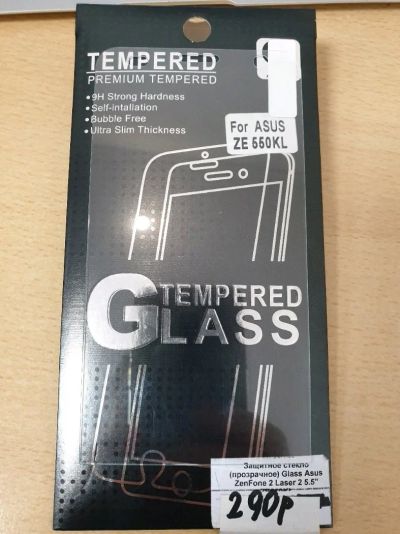 TEMPERED
PREMIUM TEMPERED
•9H Strong Hardness
•Self-intallation
•Bubble Free
•Ultra Slim Thickness
For ASUS
ZE 550KL
TEMPERED
GLASS
Защитное стекло
(прозрачное) Glass Asus
ZenFone 2 Laser 2 5.5"
290р